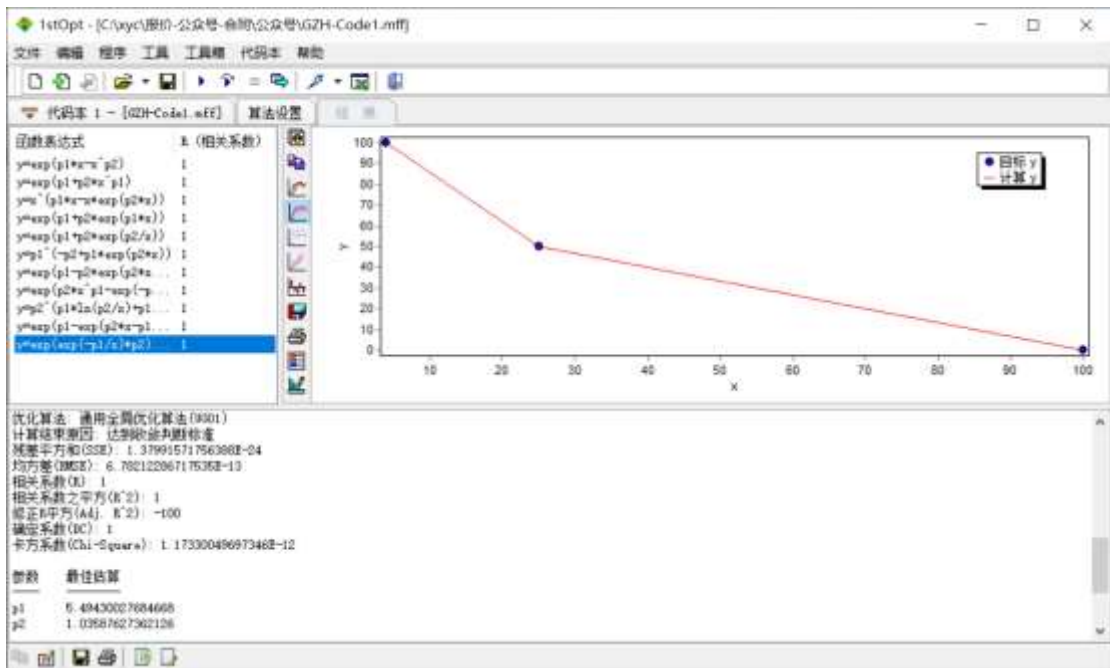 1stOpt - [C:\xyc\报价-公众号-合同\公众号\GZH-Code1.mff]
文件 编辑 程序 工具 工具箱 代码本 帮助
代码本 1 - [GZH-Code1.mff] 算法设置 结 果
函数表达式 R (相关系数)
y=exp(p1*x-x^p2) 1
y=exp(p1+p2*x^p1) 1
y=x^(p1*x-x*exp(p2*x)) 1
y=exp(p1+p2*exp(p1*x)) 1
y=exp(p1+p2*exp(p2/x)) 1
y=p1^(-p2+p1*exp(p2*x)) 1
y=exp(p1-p2*exp(p2*x... 1
y=exp(p2*x^p1-exp(-p... 1
y=p2^(p1*ln(p2/x)+p1... 1
y=exp(p1-exp(p2*x-p1... 1
y=exp(exp(-p1/x)*p2)... 1
100
90
80
70
60
50
40
30
20
10
0
y
10 20 30 40 50 60 70 80 90 100
x
目标 y
计算 y
优化算法: 通用全局优化算法(UGO1)
计算结束原因: 达到收敛判断标准
残差平方和(SSE): 1.37991571756388E-24
均方差(RMSE): 6.78212286717535E-13
相关系数(R): 1
相关系数之平方(R^2): 1
修正R平方(Adj. R^2): -100
确定系数(DC): 1
卡方系数(Chi-Square): 1.17330049697346E-12
参数 最佳估算
p1 5.49430027684668
p2 1.03587627362126